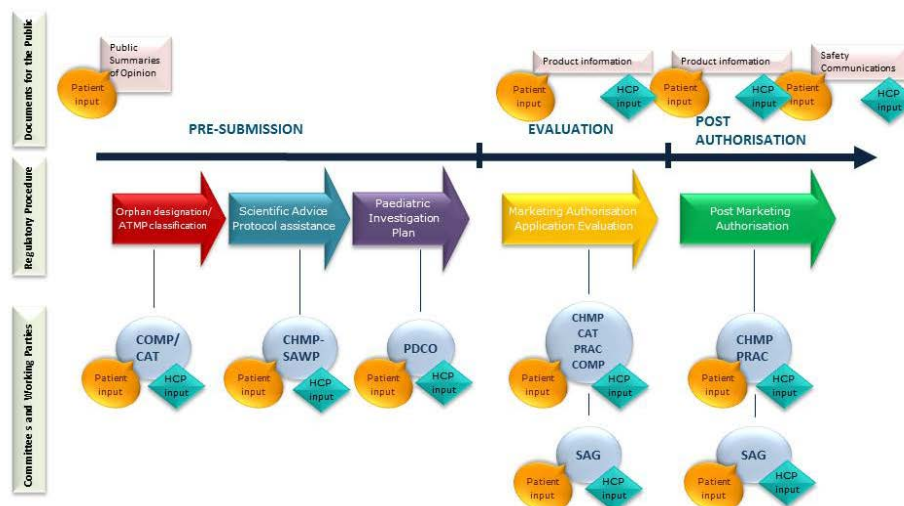 Documents for the Public
Public
Summaries
of Opinion
Patient
input
Product information
Patient
input
HCP
input
Product information
Patient
input
HCP
input
Safety
Communications
Patient
input
HCP
input
PRE-SUBMISSION
EVALUATION
POST
AUTHORISATION
Regulatory Procedure
Orphan designation/
ATMP classification
Scientific Advice
Protocol assistance
Paediatric
Investigation
Plan
Marketing Authorisation
Application Evaluation
Post Marketing
Authorisation
Committees and Working Parties
COMP/
CAT
Patient
input
HCP
input
CHMP-
SAWP
Patient
input
HCP
input
PDCO
Patient
input
HCP
input
CHMP
CAT
PRAC
COMP
Patient
input
HCP
input
CHMP
PRAC
Patient
input
HCP
input
SAG
Patient
input
HCP
input
SAG
Patient
input
HCP
input